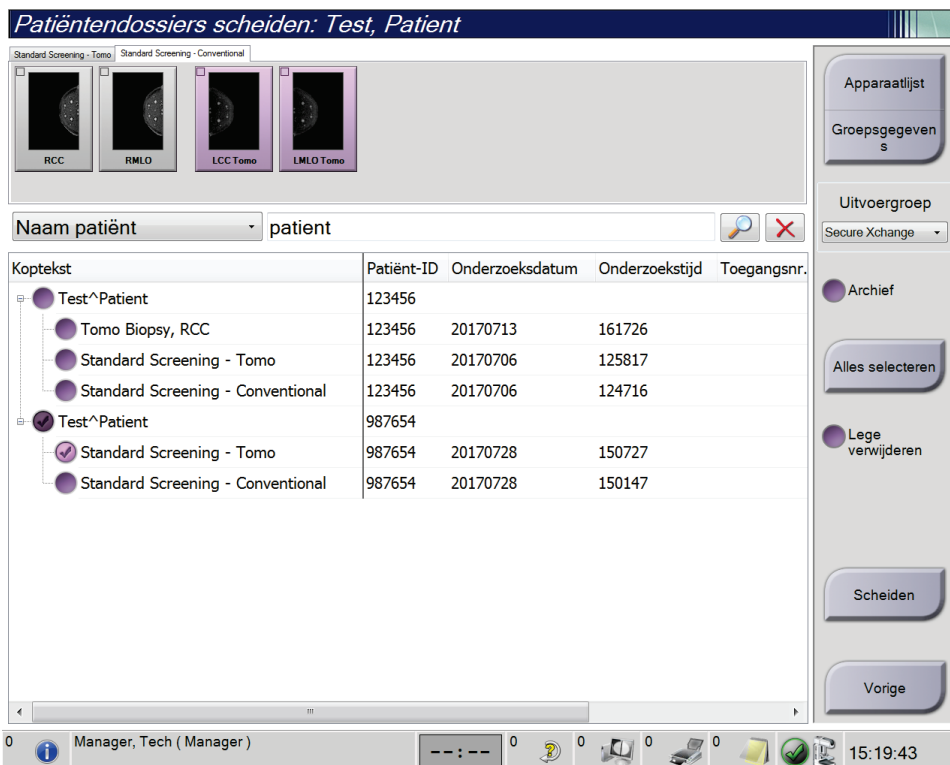 Patiëntendossiers scheiden: Test, Patient
Standard Screening - Tomo Standard Screening - Conventional
RCC RMLO LCC Tomo LMLO Tomo
Apparaatlijst
Groepsgegeven
s
Uitvoergroep
Secure Xchange
Naam patiënt patient
Koptekst Patiënt-ID Onderzoeksdatum Onderzoekstijd Toegangsnr.
Test^Patient 123456
Tomo Biopsy, RCC 123456 20170713 161726
Standard Screening - Tomo 123456 20170706 125817
Standard Screening - Conventional 123456 20170706 124716
Test^Patient 987654
Standard Screening - Tomo 987654 20170728 150727
Standard Screening - Conventional 987654 20170728 150147
Archief
Alles selecteren
Lege
verwijderen
Scheiden
Vorige
0 Manager, Tech ( Manager ) --:-- 0 0 0 0 15:19:43